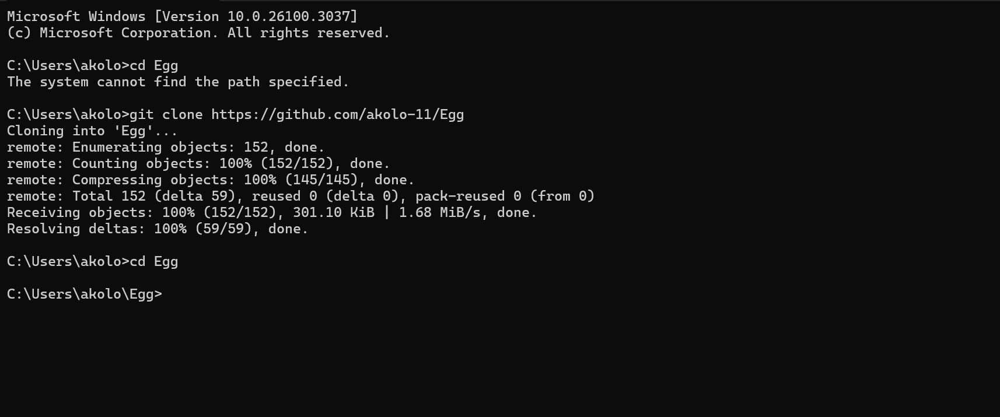 Microsoft Windows [Version 10.0.26100.3037]
(c) Microsoft Corporation. All rights reserved.
C:\Users\akolo>cd Egg
The system cannot find the path specified.
C:\Users\akolo>git clone https://github.com/akolo-11/Egg
Cloning into 'Egg'...
remote: Enumerating objects: 152, done.
remote: Counting objects: 100% (152/152), done.
remote: Compressing objects: 100% (145/145), done.
remote: Total 152 (delta 59), reused 0 (delta 0), pack-reused 0 (from 0)
Receiving objects: 100% (152/152), 301.10 KiB | 1.68 MiB/s, done.
Resolving deltas: 100% (59/59), done.
C:\Users\akolo>cd Egg
C:\Users\akolo\Egg>